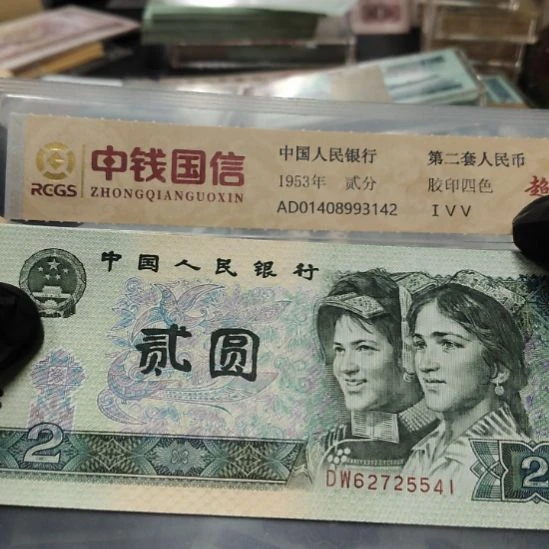 中钱国信
RCGS
ZHONGQIANGUOXIN
中国人民银行
1953年 贰分
AD01408993142
第二套人民币
胶印四色
IVV
中国人民银行
贰圆
2
DW62725541
2